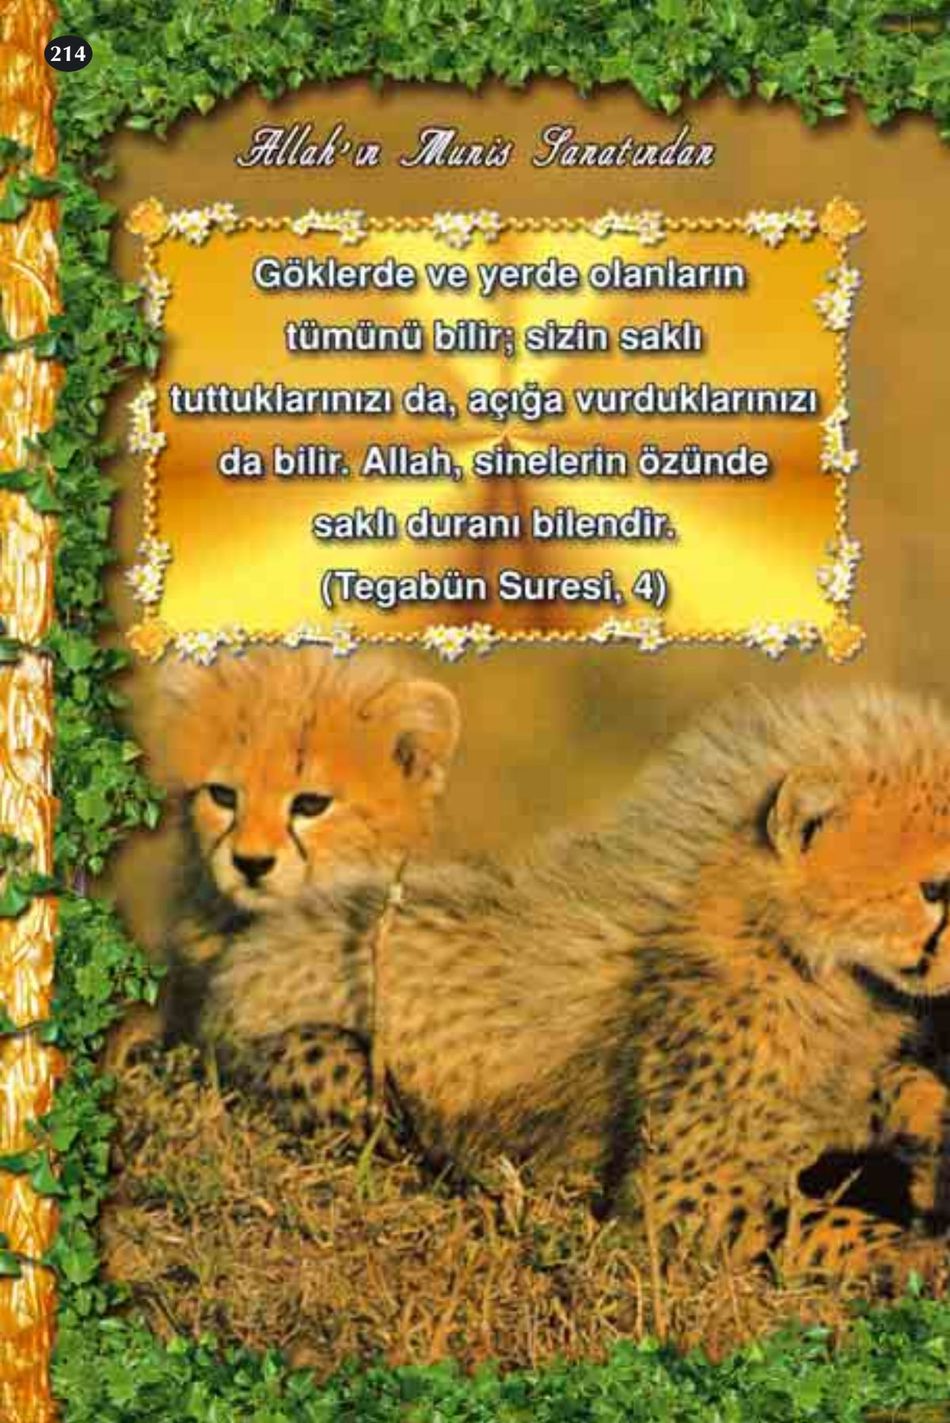 214
Allah'ın Munis Sanatından
Göklerde ve yerde olanların
tümünü bilir; sizin saklı
tuttuklarınızı da, açığa vurduklarınızı
da bilir. Allah, sinelerin özünde
saklı duranı bilendir.
(Tegabün Suresi, 4)